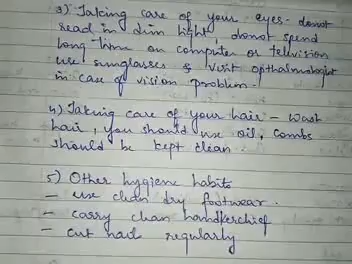 3) Taking care of your eyes - donot
read in dim light donot spend
long time on computer or television
use sunglasses & visit opthalmologist
in case of vision problem.
4) Taking care of your hair - wash
hair, you should use oil, combs
should be kept clean.
5) Other hygiene habits
- use clean dry footwear.
- carry clean handkerchief
- cut nail regularly